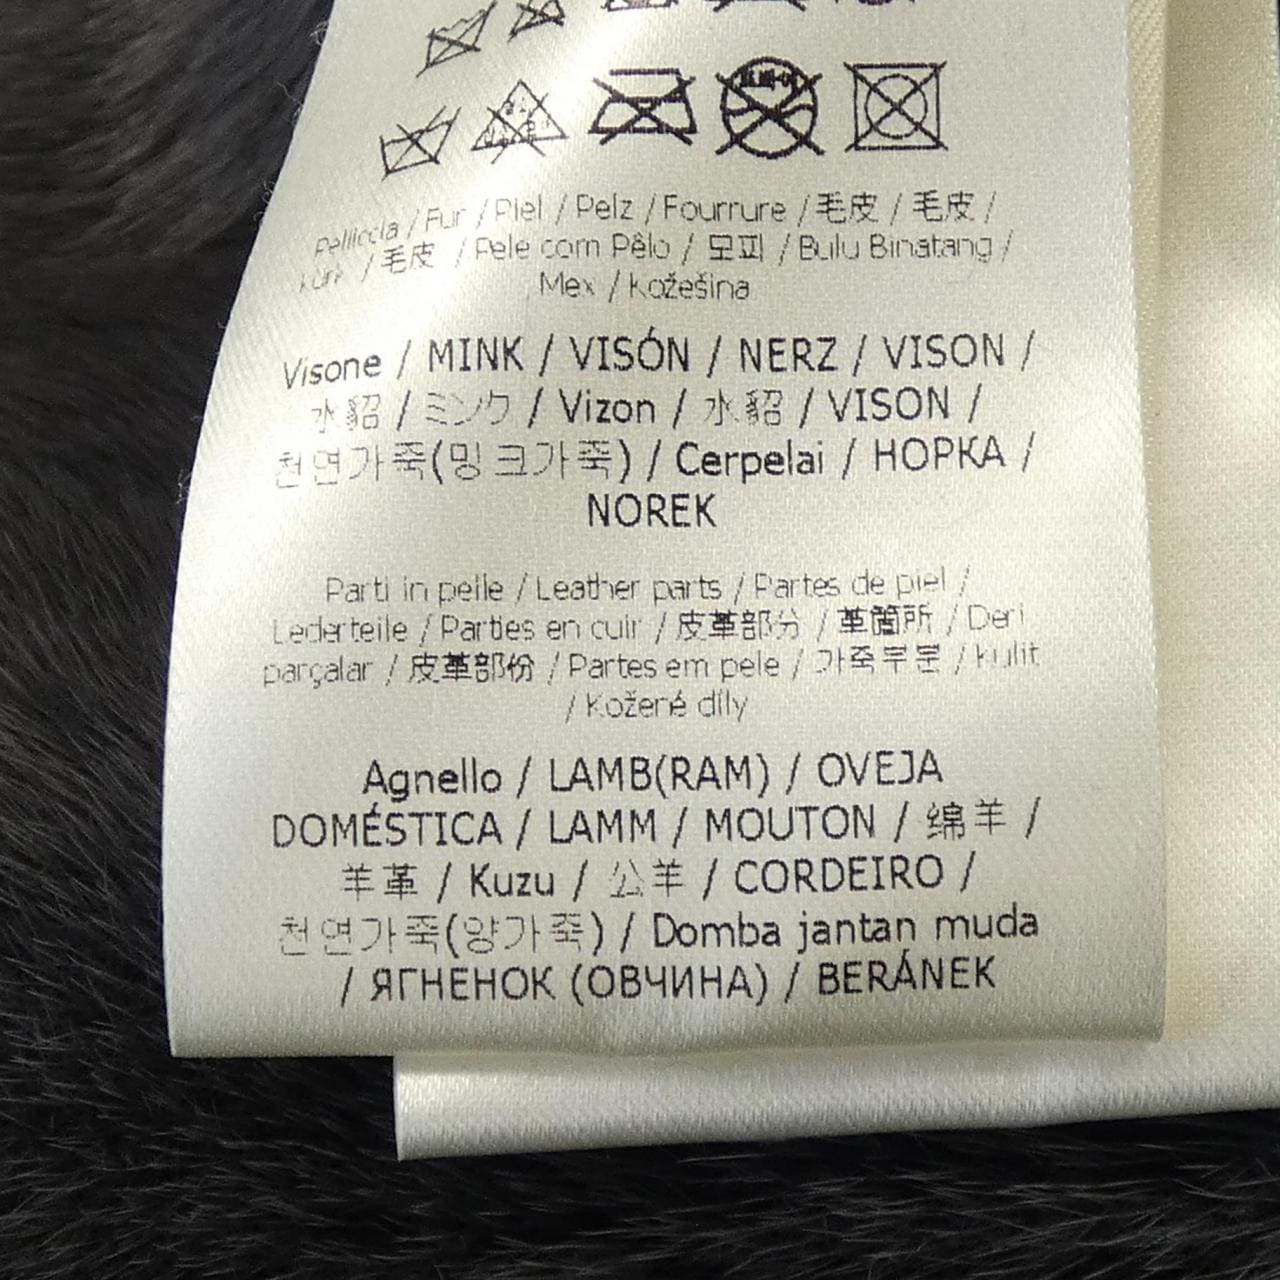 Pelliccia / Fur / Piel / Pelz / Fourrure / 毛皮 / 毛皮 /
Kürk / 毛皮 / Pele com Pêlo / 모피 / Bulu Binatang /
Mex / Kožešina
Visone / MINK / VISÓN / NERZ / VISON /
水貂 / ミンク / Vizon / 水貂 / VISON /
천연가죽(밍크가죽) / Cerpelai / НОРКА /
NOREK
Parti in pelle / Leather parts / Partes de piel /
Lederteile / Parties en cuir / 皮革部分 / 革箇所 / Deri
parçalar / 皮革部份 / Partes em pele / 가죽부분 / Kulit
/ Kožené díly
Agnello / LAMB(RAM) / OVEJA
DOMÉSTICA / LAMM / MOUTON / 绵羊 /
羊革 / Kuzu / 公羊 / CORDEIRO /
천연가죽(양가죽) / Domba jantan muda
/ ЯГНЕНОК (ОВЧИНА) / BERÁNEK